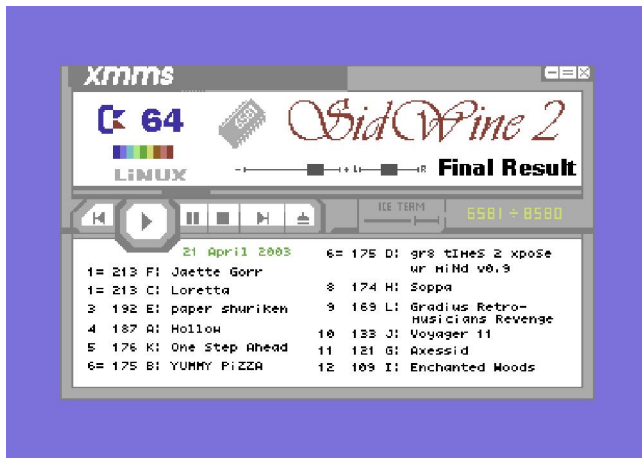 xmms
C 64
6581
SidWine 2
LiNUX
- + L R
Final Result
ICE TERM
6581 ÷ 8580
21 April 2003
1= 213 F: Jaette Gorr
1= 213 C: Loretta
3 192 E: paper shuriken
4 187 A: Hollow
5 176 K: One Step Ahead
6= 175 B: YUMMY PiZZA
6= 175 D: gr8 tImeS 2 xpoSe
ur miNd v0.9
8 174 H: Soppa
9 169 L: Gradius Retro-
musicians Revenge
10 133 J: Voyager 11
11 121 G: Axessid
12 109 I: Enchanted Woods